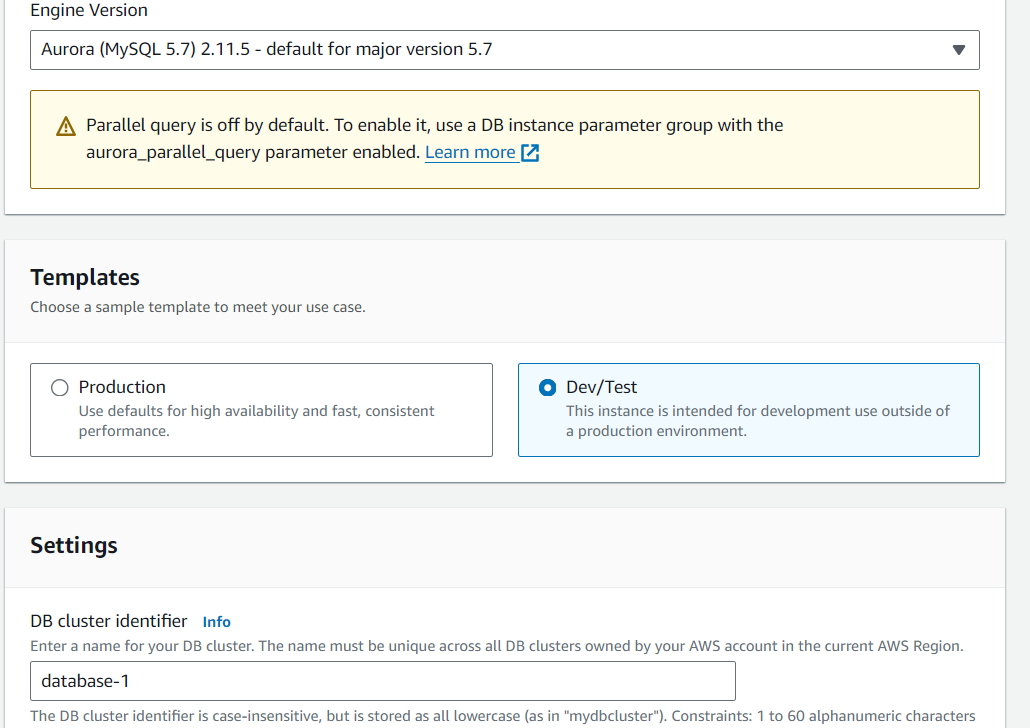 Engine Version
Aurora (MySQL 5.7) 2.11.5 - default for major version 5.7
Parallel query is off by default. To enable it, use a DB instance parameter group with the
aurora_parallel_query parameter enabled. Learn more
Templates
Choose a sample template to meet your use case.
Production
Use defaults for high availability and fast, consistent
performance.
Dev/Test
This instance is intended for development use outside of
a production environment.
Settings
DB cluster identifier Info
Enter a name for your DB cluster. The name must be unique across all DB clusters owned by your AWS account in the current AWS Region.
database-1
The DB cluster identifier is case-insensitive, but is stored as all lowercase (as in "mydbcluster"). Constraints: 1 to 60 alphanumeric characters